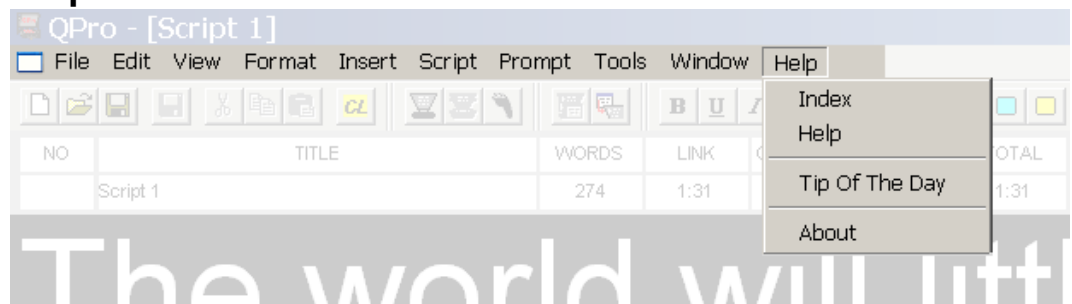 QPro - [Script 1]
File Edit View Format Insert Script Prompt Tools Window Help
CL B U I
Index
Help
Tip Of The Day
About
NO TITLE WORDS LINK
Script 1 274 1:31 1:31
The world will